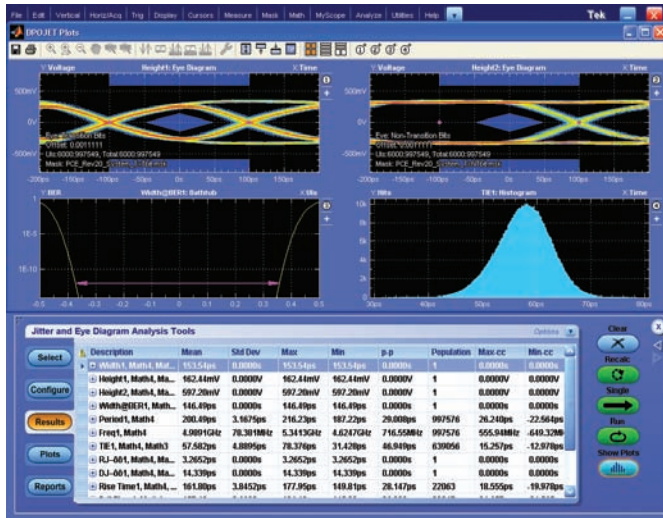 File Edit Vertical Horiz/Acq Trig Display Cursors Measure Mask Math MyScope Analyze Utilities Help Tek
DPOJET Plots
Y:Voltage Height1: Eye Diagram X:Time
500mV
0V
-500mV
Eye: Transition Bits
Offset: 0.0011111
UIs:6000:997549, Total:6000:997549
-200ps -150ps -100ps -50ps 0s 50ps 100ps 150ps
Y:Voltage Height2: Eye Diagram X:Time
500mV
0V
-500mV
Eye: Non-Transition Bits
UIs:6000:997549, Total:6000:997549
-200ps -150ps -100ps -50ps 0s 50ps 100ps 150ps
Y:BER Width@BER1: Bathtub X:UIs
1
1E-5
1E-10
-0.5 -0.4 -0.3 -0.2 -0.1 0.0 0.1 0.2 0.3 0.4 0.5
Y:Hits TIE1: Histogram X:Time
10k
8k
6k
4k
2k
0
30ps 40ps 50ps 60ps 70ps 80ps
Jitter and Eye Diagram Analysis Tools
Options
Select
Configure
Results
Plots
Reports
Description Mean Std Dev Max Min p-p Population Max-cc Min-cc
Width1, Math4, Mat... 153.54ps 0.0000s 153.54ps 153.54ps 0.0000s 1 0.0000s 0.0000s
Height1, Math4, Ma... 162.44mV 0.0000V 162.44mV 162.44mV 0.0000V 1 0.0000V 0.0000V
Height2, Math4, Ma... 597.20mV 0.0000V 597.20mV 597.20mV 0.0000V 1 0.0000V 0.0000V
Width@BER1, Math... 146.49ps 0.0000s 146.49ps 146.49ps 0.0000s 1 0.0000s 0.0000s
Period1, Math4 200.49ps 3.1675ps 216.23ps 187.22ps 29.008ps 997576 26.240ps -22.564ps
Freq1, Math4 4.9891GHz 78.381MHz 5.3413GHz 4.6247GHz 716.55MHz 997576 555.94MHz -649.32MH
TIE1, Math4, Math3 57.582ps 4.8895ps 78.376ps 31.428ps 46.949ps 639056 15.257ps -12.978ps
RJ-δδ1, Math4, Ma... 3.2652ps 0.0000s 3.2652ps 3.2652ps 0.0000s 1 0.0000s 0.0000s
DJ-δδ1, Math4, Ma... 14.339ps 0.0000s 14.339ps 14.339ps 0.0000s 1 0.0000s 0.0000s
Rise Time1, Math4, ... 161.80ps 3.8452ps 177.95ps 149.81ps 28.147ps 22063 18.555ps -19.978ps
Clear
Recalc
Single
Run
Show Plots